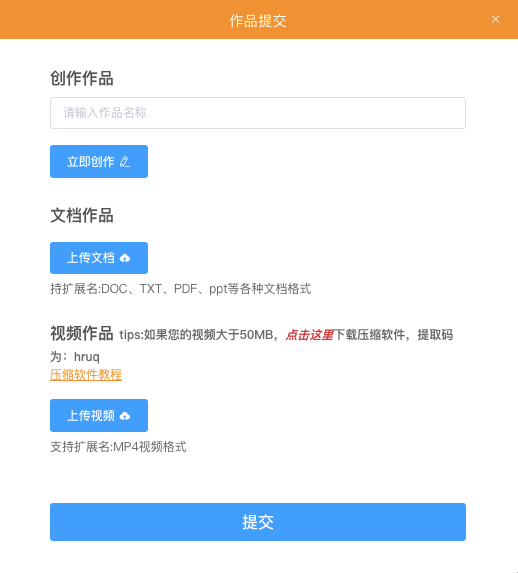 作品提交
创作作品
请输入作品名称
立即创作
文档作品
上传文档
持扩展名:DOC、TXT、PDF、ppt等各种文档格式
视频作品 tips:如果您的视频大于50MB，点击这里下载压缩软件，提取码
为：hruq
压缩软件教程
上传视频
支持扩展名:MP4视频格式
提交